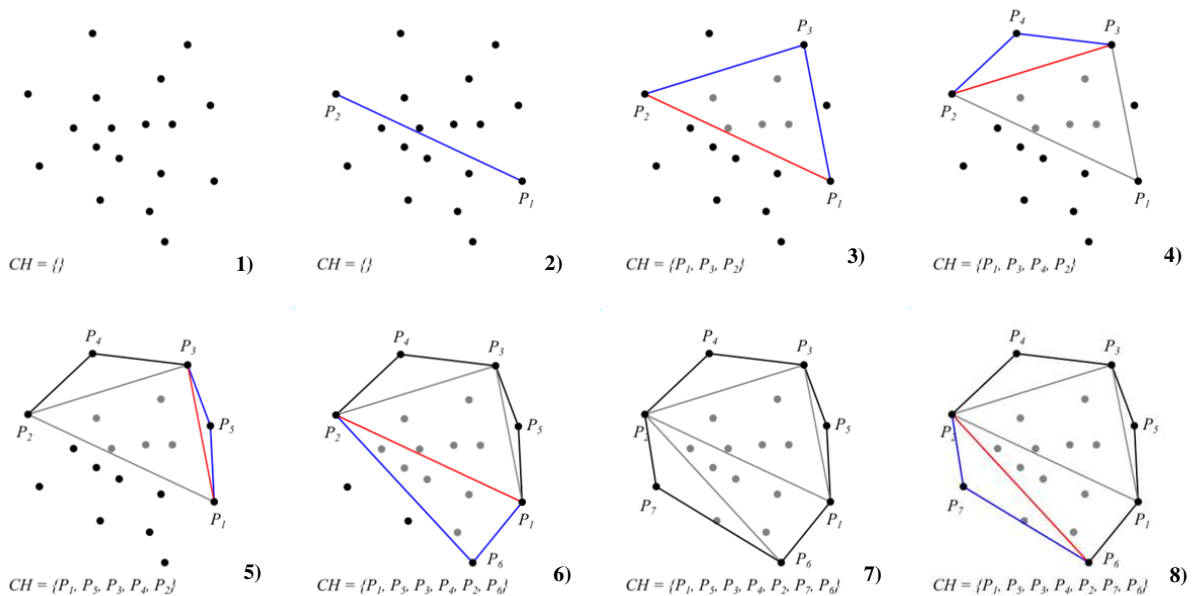 CH = {}
1)
P2
P1
CH = {}
2)
P3
P2
P1
CH = {P1, P3, P2}
3)
P4
P3
P2
P1
CH = {P1, P3, P4, P2}
4)
P4
P3
P2
P5
P1
CH = {P1, P5, P3, P4, P2}
5)
P4
P3
P2
P5
P1
P6
CH = {P1, P5, P3, P4, P2, P6}
6)
P4
P3
P2
P5
P7
P1
P6
CH = {P1, P5, P3, P4, P2, P7, P6}
7)
P4
P3
P2
P5
P7
P1
P6
CH = {P1, P5, P3, P4, P2, P7, P6}
8)